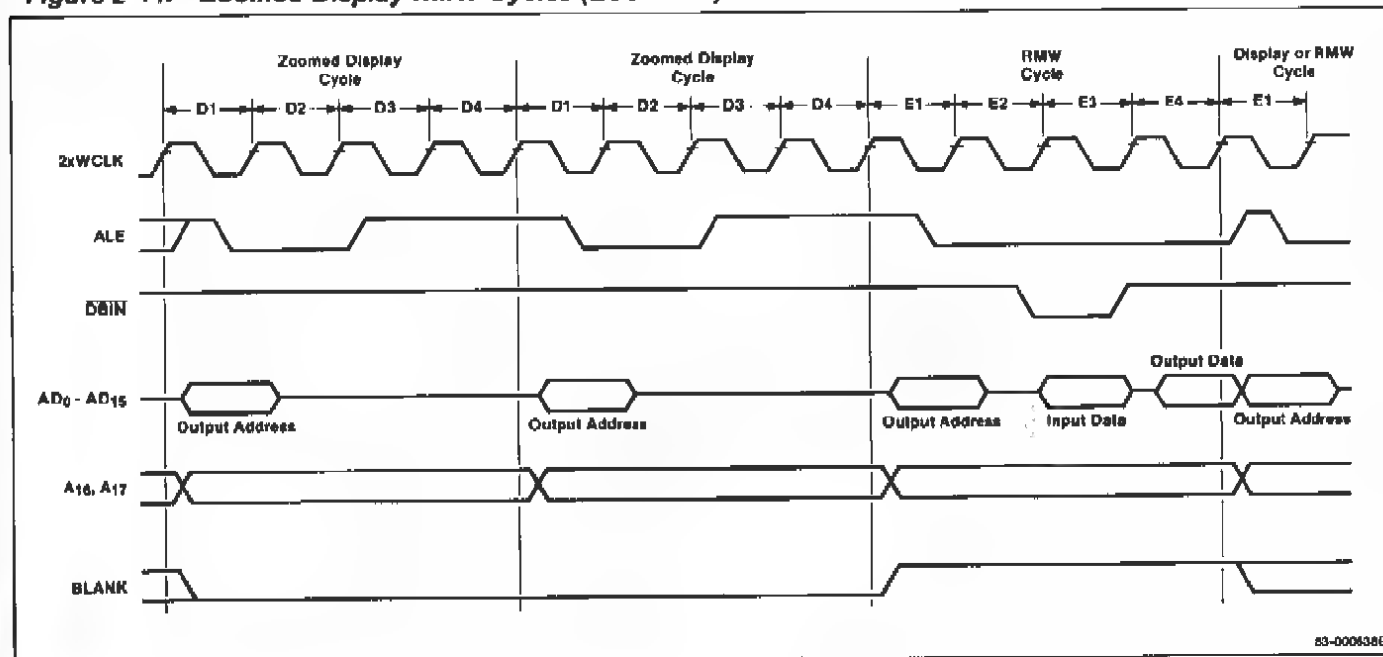 Zoomed Display Cycle
Zoomed Display Cycle
RMW Cycle
Display or RMW Cycle
D1 D2 D3 D4 D1 D2 D3 D4 E1 E2 E3 E4 E1
2xWCLK
ALE
DBIN
Output Data
AD0 - AD15
Output Address Output Address Output Address Input Data Output Address
A16, A17
BLANK